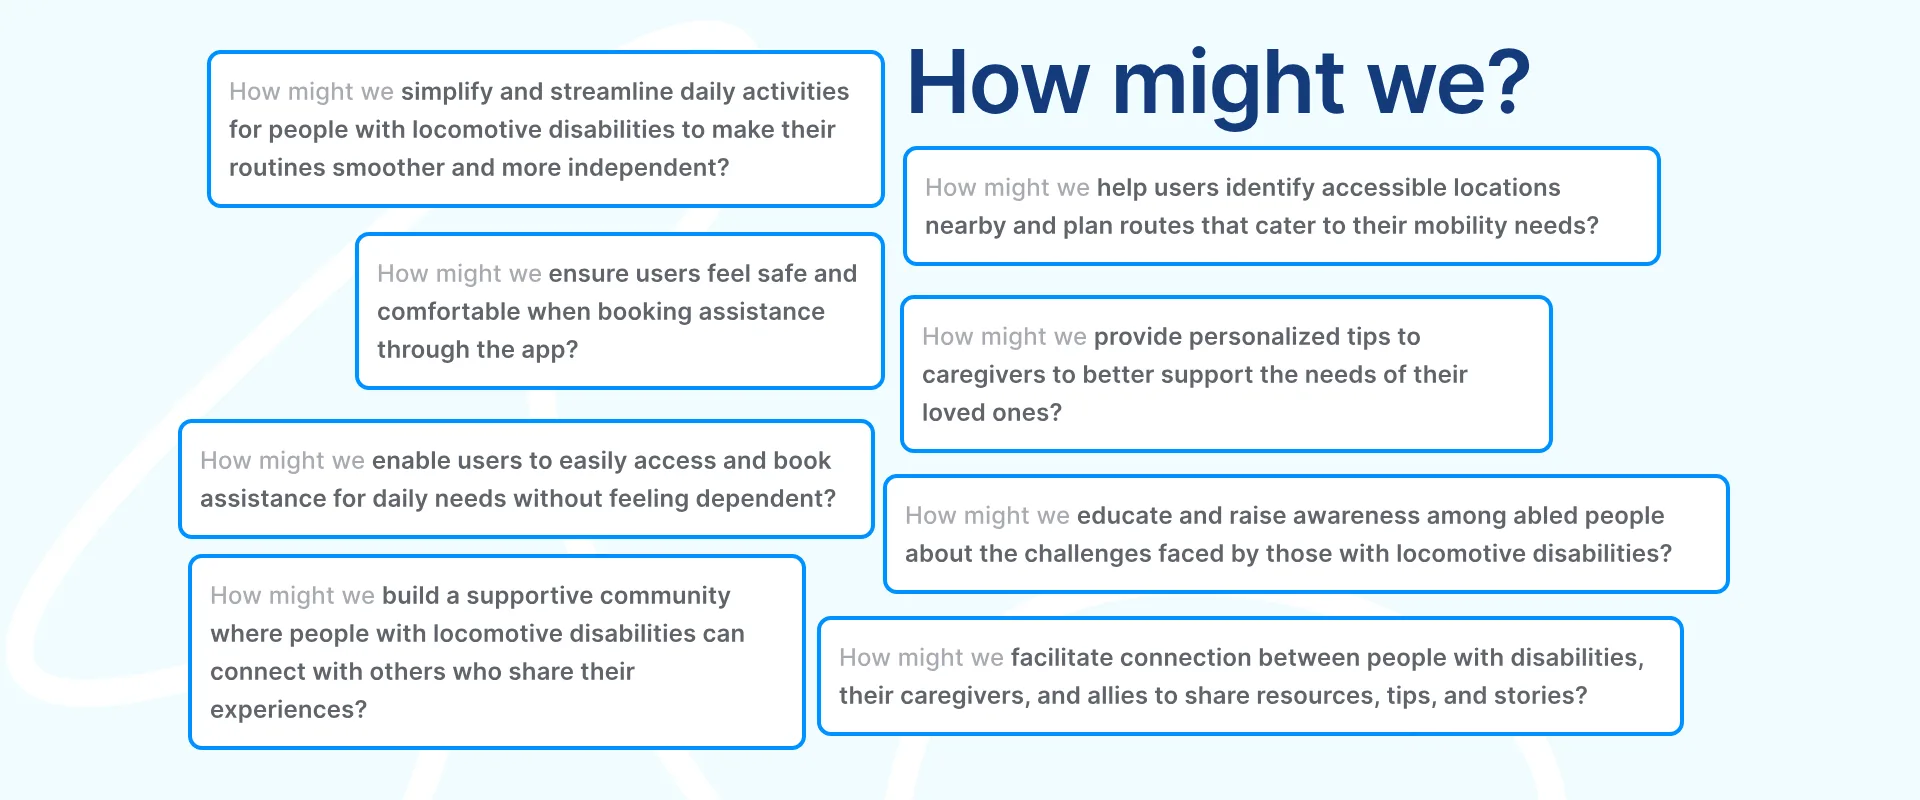 How might we?
How might we simplify and streamline daily activities
for people with locomotive disabilities to make their
routines smoother and more independent?
How might we ensure users feel safe and
comfortable when booking assistance
through the app?
How might we enable users to easily access and book
assistance for daily needs without feeling dependent?
How might we build a supportive community
where people with locomotive disabilities can
connect with others who share their
experiences?
How might we help users identify accessible locations
nearby and plan routes that cater to their mobility needs?
How might we provide personalized tips to
caregivers to better support the needs of their
loved ones?
How might we educate and raise awareness among abled people
about the challenges faced by those with locomotive disabilities?
How might we facilitate connection between people with disabilities,
their caregivers, and allies to share resources, tips, and stories?